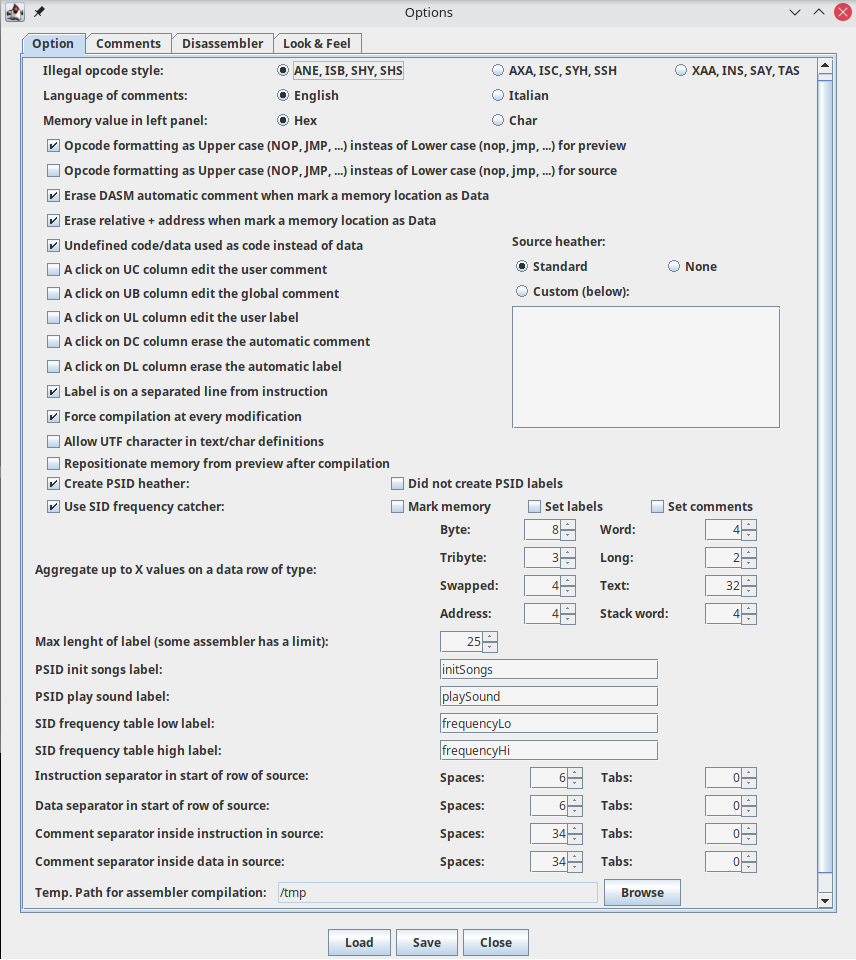 Options
Option Comments Disassembler Look & Feel
Illegal opcode style: ANE, ISB, SHY, SHS AXA, ISC, SYH, SSH XAA, INS, SAY, TAS
Language of comments: English Italian
Memory value in left panel: Hex Char
Opcode formatting as Upper case (NOP, JMP, ...) insteas of Lower case (nop, jmp, ...) for preview
Opcode formatting as Upper case (NOP, JMP, ...) insteas of Lower case (nop, jmp, ...) for source
Erase DASM automatic comment when mark a memory location as Data
Erase relative + address when mark a memory location as Data
Undefined code/data used as code instead of data
Source heather:
A click on UC column edit the user comment
Standard None
A click on UB column edit the global comment
Custom (below):
A click on UL column edit the user label
A click on DC column erase the automatic comment
A click on DL column erase the automatic label
Label is on a separated line from instruction
Force compilation at every modification
Allow UTF character in text/char definitions
Repositionate memory from preview after compilation
Create PSID heather: Did not create PSID labels
Use SID frequency catcher: Mark memory Set labels Set comments
Aggregate up to X values on a data row of type:
Byte: 8 Word: 4
Tribyte: 3 Long: 2
Swapped: 4 Text: 32
Address: 4 Stack word: 4
Max lenght of label (some assembler has a limit): 25
PSID init songs label: initSongs
PSID play sound label: playSound
SID frequency table low label: frequencyLo
SID frequency table high label: frequencyHi
Instruction separator in start of row of source: Spaces: 6 Tabs: 0
Data separator in start of row of source: Spaces: 6 Tabs: 0
Comment separator inside instruction in source: Spaces: 34 Tabs: 0
Comment separator inside data in source: Spaces: 34 Tabs: 0
Temp. Path for assembler compilation: /tmp Browse
Load Save Close